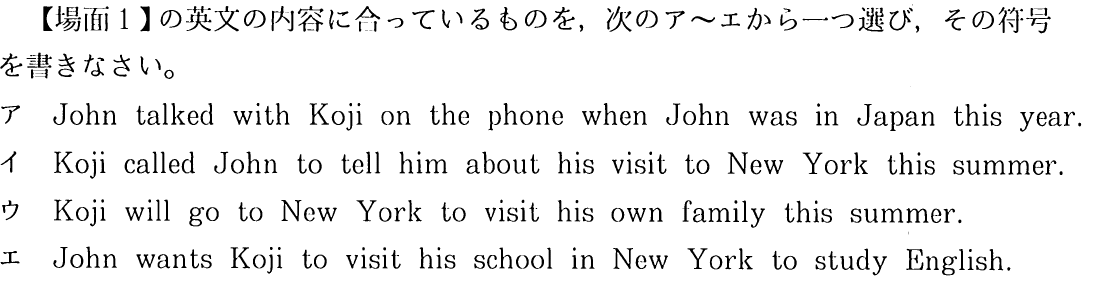 【場面1】の英文の内容に合っているものを，次のア～エから一つ選び，その符号
を書きなさい。
ア John talked with Koji on the phone when John was in Japan this year.
イ Koji called John to tell him about his visit to New York this summer.
ウ Koji will go to New York to visit his own family this summer.
エ John wants Koji to visit his school in New York to study English.